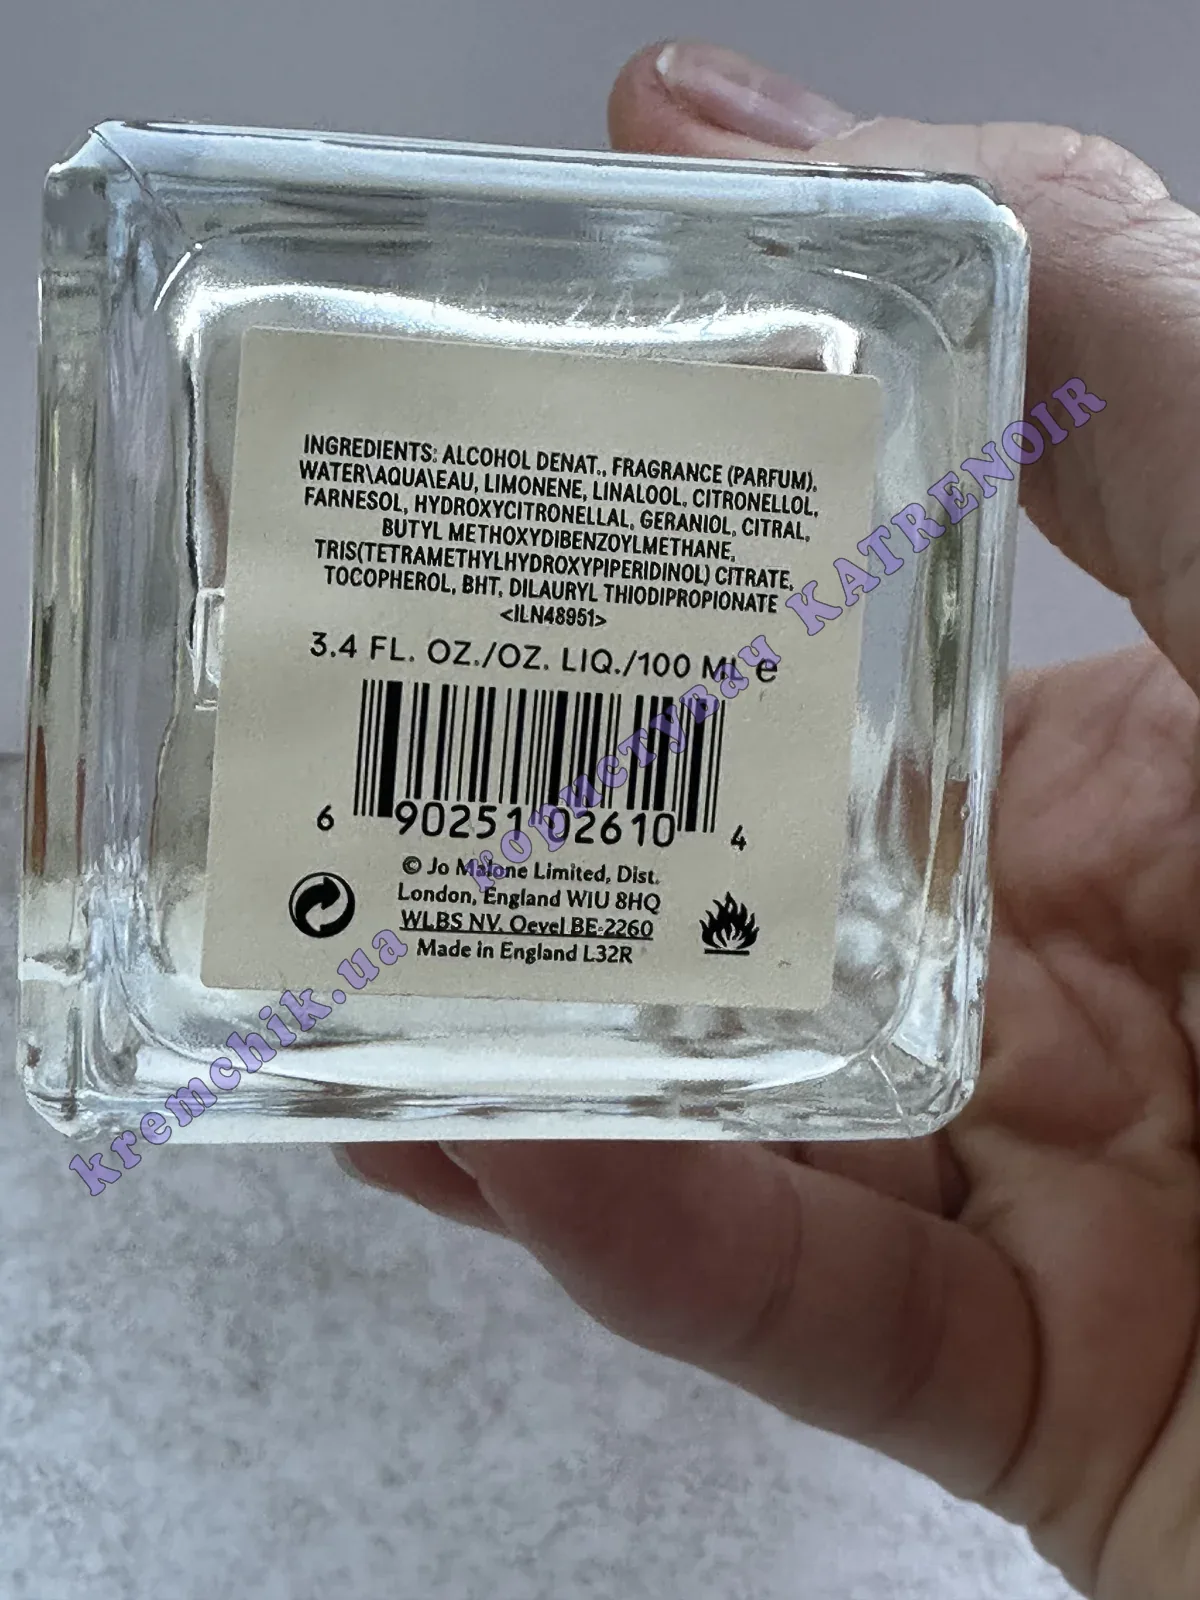 INGREDIENTS: ALCOHOL DENAT., FRAGRANCE (PARFUM),
WATER\AQUA\EAU, LIMONENE, LINALOOL, CITRONELLOL,
FARNESOL, HYDROXYCITRONELLAL, GERANIOL, CITRAL,
BUTYL METHOXYDIBENZOYLMETHANE,
TRIS(TETRAMETHYLHYDROXYPIPERIDINOL) CITRATE,
TOCOPHEROL, BHT, DILAURYL THIODIPROPIONATE
<ILN48951>
3.4 FL. OZ./OZ. LIQ./100 ML e
6 90251 02610 4
© Jo Malone Limited, Dist.
London, England W1U 8HQ
WLBS NV. Oevel BE-2260
Made in England L32R
kremchik.ua користувач KATRENOIR